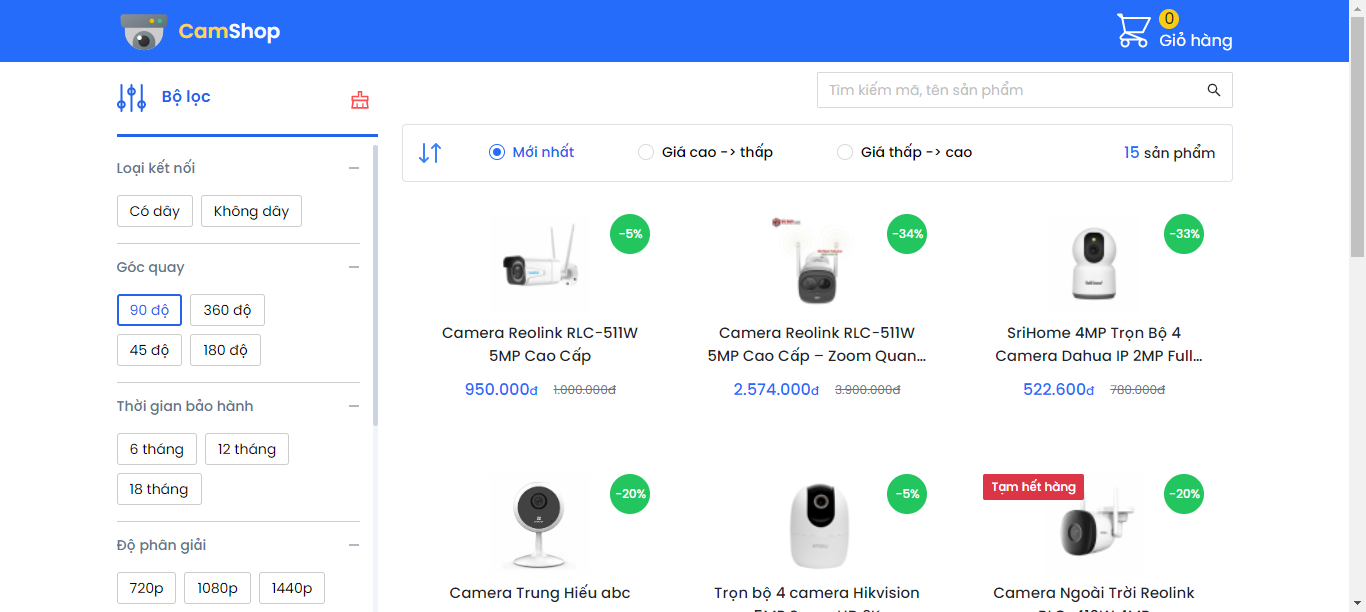 CamShop
0
Giỏ hàng
Bộ lọc
Tìm kiếm mã, tên sản phẩm
Mới nhất
Giá cao -> thấp
Giá thấp -> cao
15 sản phẩm
Loại kết nối
Có dây
Không dây
Góc quay
90 độ
360 độ
45 độ
180 độ
Thời gian bảo hành
6 tháng
12 tháng
18 tháng
Độ phân giải
720p
1080p
1440p
-5%
Camera Reolink RLC-511W
5MP Cao Cấp
950.000đ 1.000.000đ
-34%
Camera Reolink RLC-511W
5MP Cao Cấp – Zoom Quan...
2.574.000đ 3.900.000đ
-33%
SriHome 4MP Trọn Bộ 4
Camera Dahua IP 2MP Full...
522.600đ 780.000đ
-20%
Camera Trung Hiếu abc
-5%
Trọn bộ 4 camera Hikvision
Tạm hết hàng
-20%
Camera Ngoài Trời Reolink